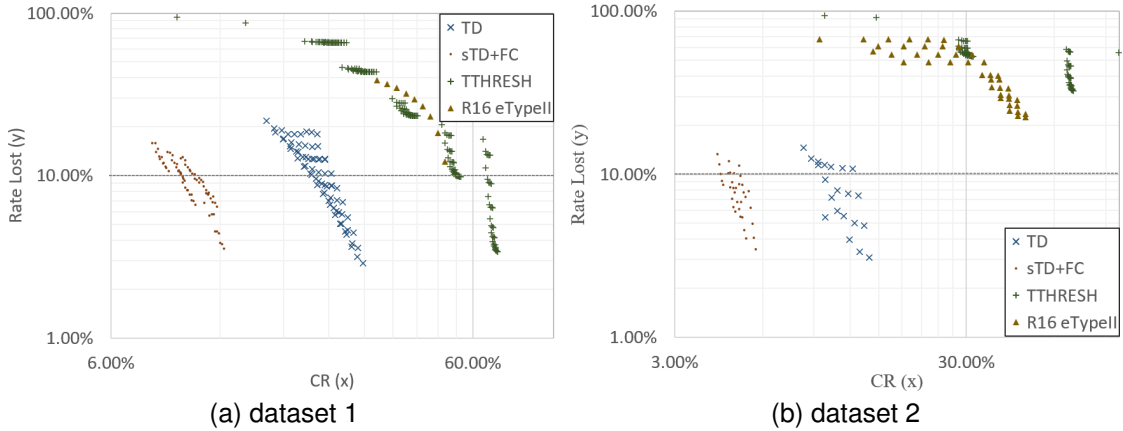 100.00%
10.00%
1.00%
Rate Lost (y)
6.00%
60.00%
CR (x)
TD
sTD+FC
TTHRESH
R16 eTypeII
(a) dataset 1
100.00%
10.00%
1.00%
Rate Lost (y)
3.00%
30.00%
CR (x)
TD
sTD+FC
TTHRESH
R16 eTypeII
(b) dataset 2